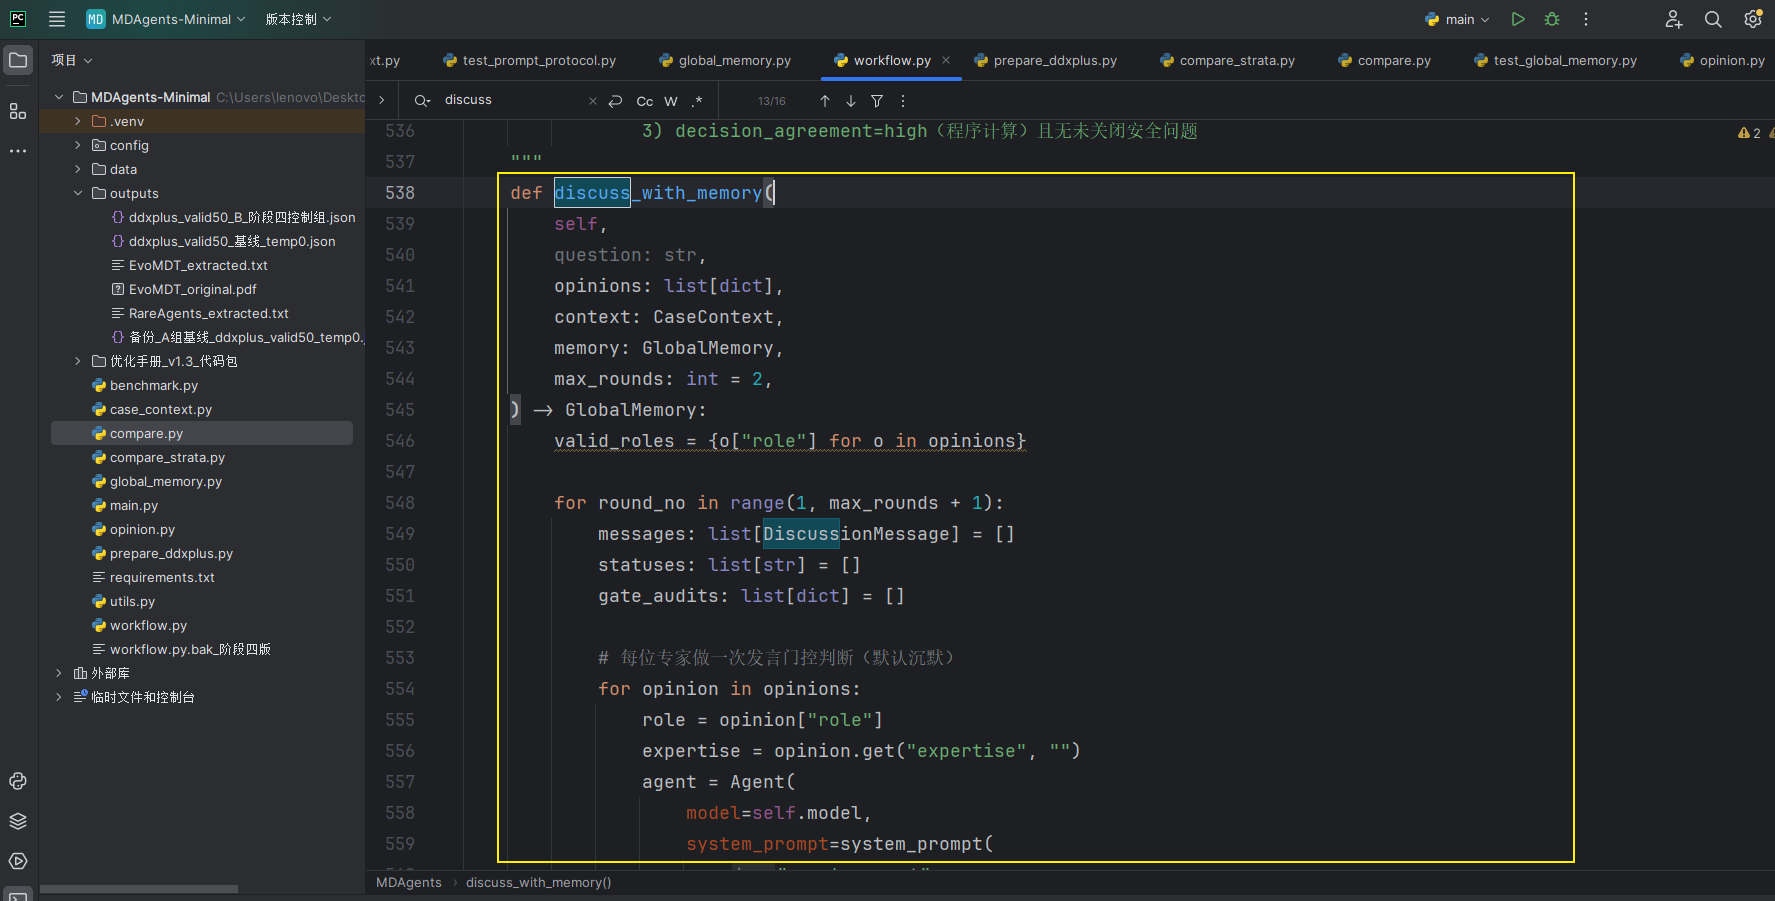 PC
MD MDAgents-Minimal 版本控制 main
项目
xt.py test_prompt_protocol.py global_memory.py workflow.py × prepare_ddxplus.py compare_strata.py compare.py test_global_memory.py opinion.py
discuss × Cc W .* 13/16
MDAgents-Minimal C:\Users\lenovo\Deskto
.venv
config
data
outputs
ddxplus_valid50_B_阶段四控制组.json
ddxplus_valid50_基线_temp0.json
EvoMDT_extracted.txt
EvoMDT_original.pdf
RareAgents_extracted.txt
备份_A组基线_ddxplus_valid50_temp0.
优化手册_v1.3_代码包
benchmark.py
case_context.py
compare.py
compare_strata.py
global_memory.py
main.py
opinion.py
prepare_ddxplus.py
requirements.txt
utils.py
workflow.py
workflow.py.bak_阶段四版
外部库
临时文件和控制台
536 3) decision_agreement=high（程序计算）且无未关闭安全问题
2
537 """
538 def discuss_with_memory(
539 self,
540 question: str,
541 opinions: list[dict],
542 context: CaseContext,
543 memory: GlobalMemory,
544 max_rounds: int = 2,
545 ) -> GlobalMemory:
546 valid_roles = {o["role"] for o in opinions}
547
548 for round_no in range(1, max_rounds + 1):
549 messages: list[DiscussionMessage] = []
550 statuses: list[str] = []
551 gate_audits: list[dict] = []
552
553 # 每位专家做一次发言门控判断（默认沉默）
554 for opinion in opinions:
555 role = opinion["role"]
556 expertise = opinion.get("expertise", "")
557 agent = Agent(
558 model=self.model,
559 system_prompt=system_prompt(
MDAgents › discuss_with_memory()